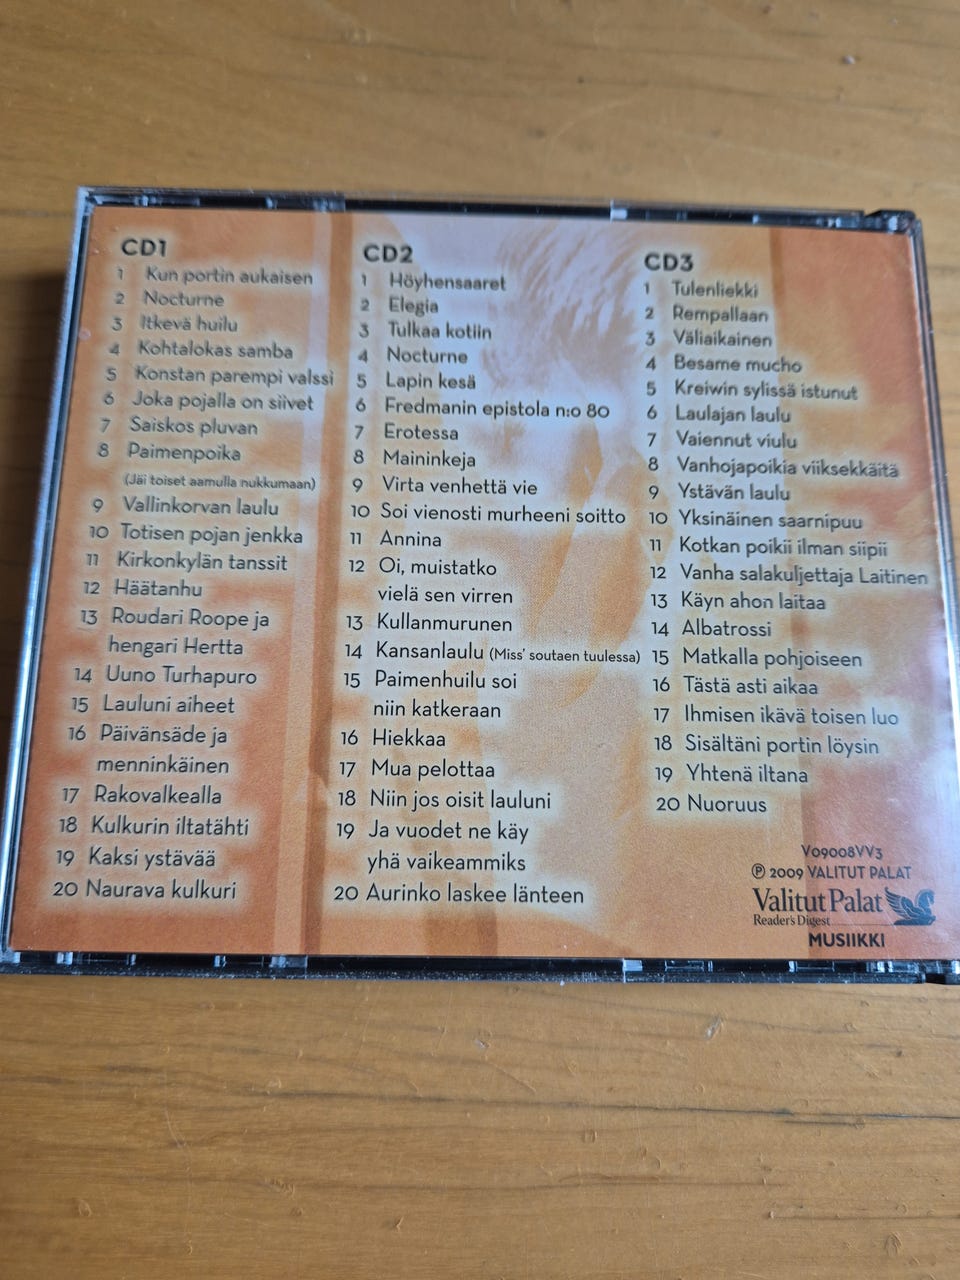 CD1
1 Kun portin aukaisen
2 Nocturne
3 Itkevä huilu
4 Kohtalokas samba
5 Konstan parempi valssi
6 Joka pojalla on siivet
7 Saiskos pluvan
8 Paimenpoika
(Jäi toiset aamulla nukkumaan)
9 Vallinkorvan laulu
10 Totisen pojan jenkka
11 Kirkonkylän tanssit
12 Häätanhu
13 Roudari Roope ja
hengari Hertta
14 Uuno Turhapuro
15 Lauluni aiheet
16 Päivänsäde ja
menninkäinen
17 Rakovalkealla
18 Kulkurin iltatähti
19 Kaksi ystävää
20 Naurava kulkuri
CD2
1 Höyhensaaret
2 Elegia
3 Tulkaa kotiin
4 Nocturne
5 Lapin kesä
6 Fredmanin epistola n:o 80
7 Erotessa
8 Maininkeja
9 Virta venhettä vie
10 Soi vienosti murheeni soitto
11 Annina
12 Oi, muistatko
vielä sen virren
13 Kullanmurunen
14 Kansanlaulu (Miss' soutaen tuulessa)
15 Paimenhuilu soi
niin katkeraan
16 Hiekkaa
17 Mua pelottaa
18 Niin jos oisit lauluni
19 Ja vuodet ne käy
yhä vaikeammiks
20 Aurinko laskee länteen
CD3
1 Tulenliekki
2 Rempallaan
3 Väliaikainen
4 Besame mucho
5 Kreiwin sylissä istunut
6 Laulajan laulu
7 Vaiennut viulu
8 Vanhojapoikia viiksekkäitä
9 Ystävän laulu
10 Yksinäinen saarnipuu
11 Kotkan poikii ilman siipii
12 Vanha salakuljettaja Laitinen
13 Käyn ahon laitaa
14 Albatrossi
15 Matkalla pohjoiseen
16 Tästä asti aikaa
17 Ihmisen ikävä toisen luo
18 Sisältäni portin löysin
19 Yhtenä iltana
20 Nuoruus
V09008VV3
℗ 2009 VALITUT PALAT
Valitut Palat
Reader's Digest
MUSIIKKI